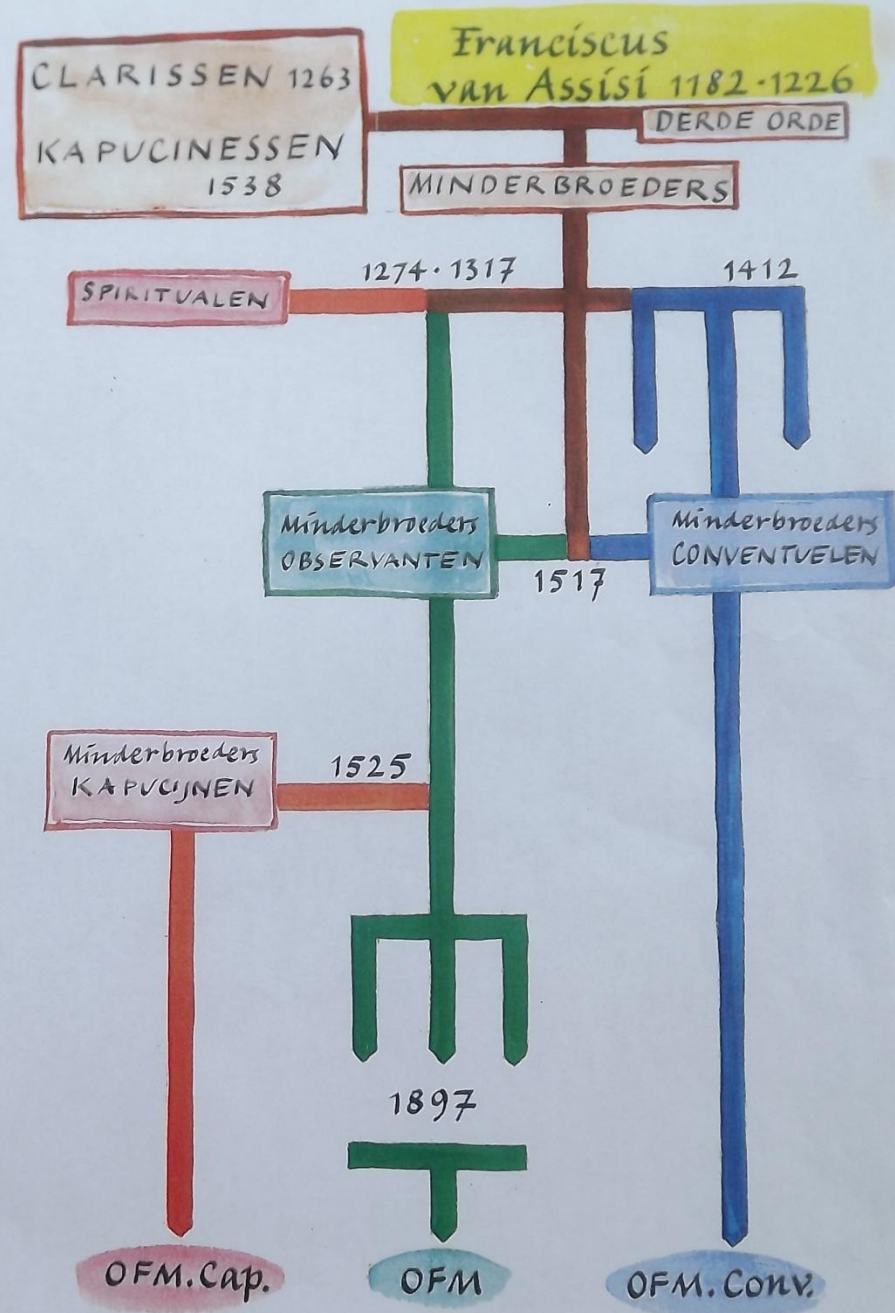 Franciscus
van Assisi 1182·1226
CLARISSEN 1263
KAPUCINESSEN
1538
DERDE ORDE
MINDERBROEDERS
1274·1317
1412
SPIRITUALEN
Minderbroeders
OBSERVANTEN
Minderbroeders
CONVENTUELEN
1517
Minderbroeders
KAPUCIJNEN
1525
1897
OFM.Cap.
OFM
OFM.Conv.